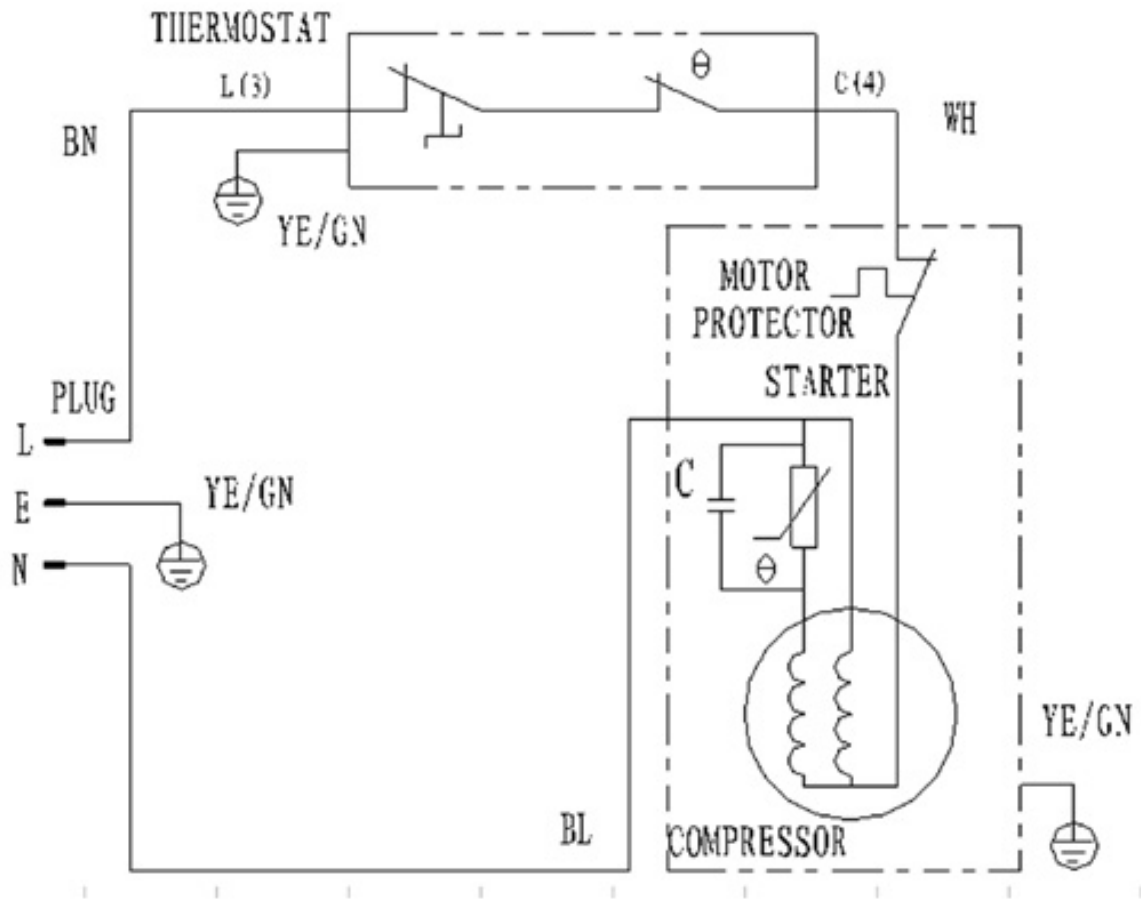 THERMOSTAT
L(3)
θ
C(4)
BN
WH
YE/GN
MOTOR
PROTECTOR
STARTER
PLUG
L
YE/GN
C
E
N
θ
YE/GN
BL
COMPRESSOR